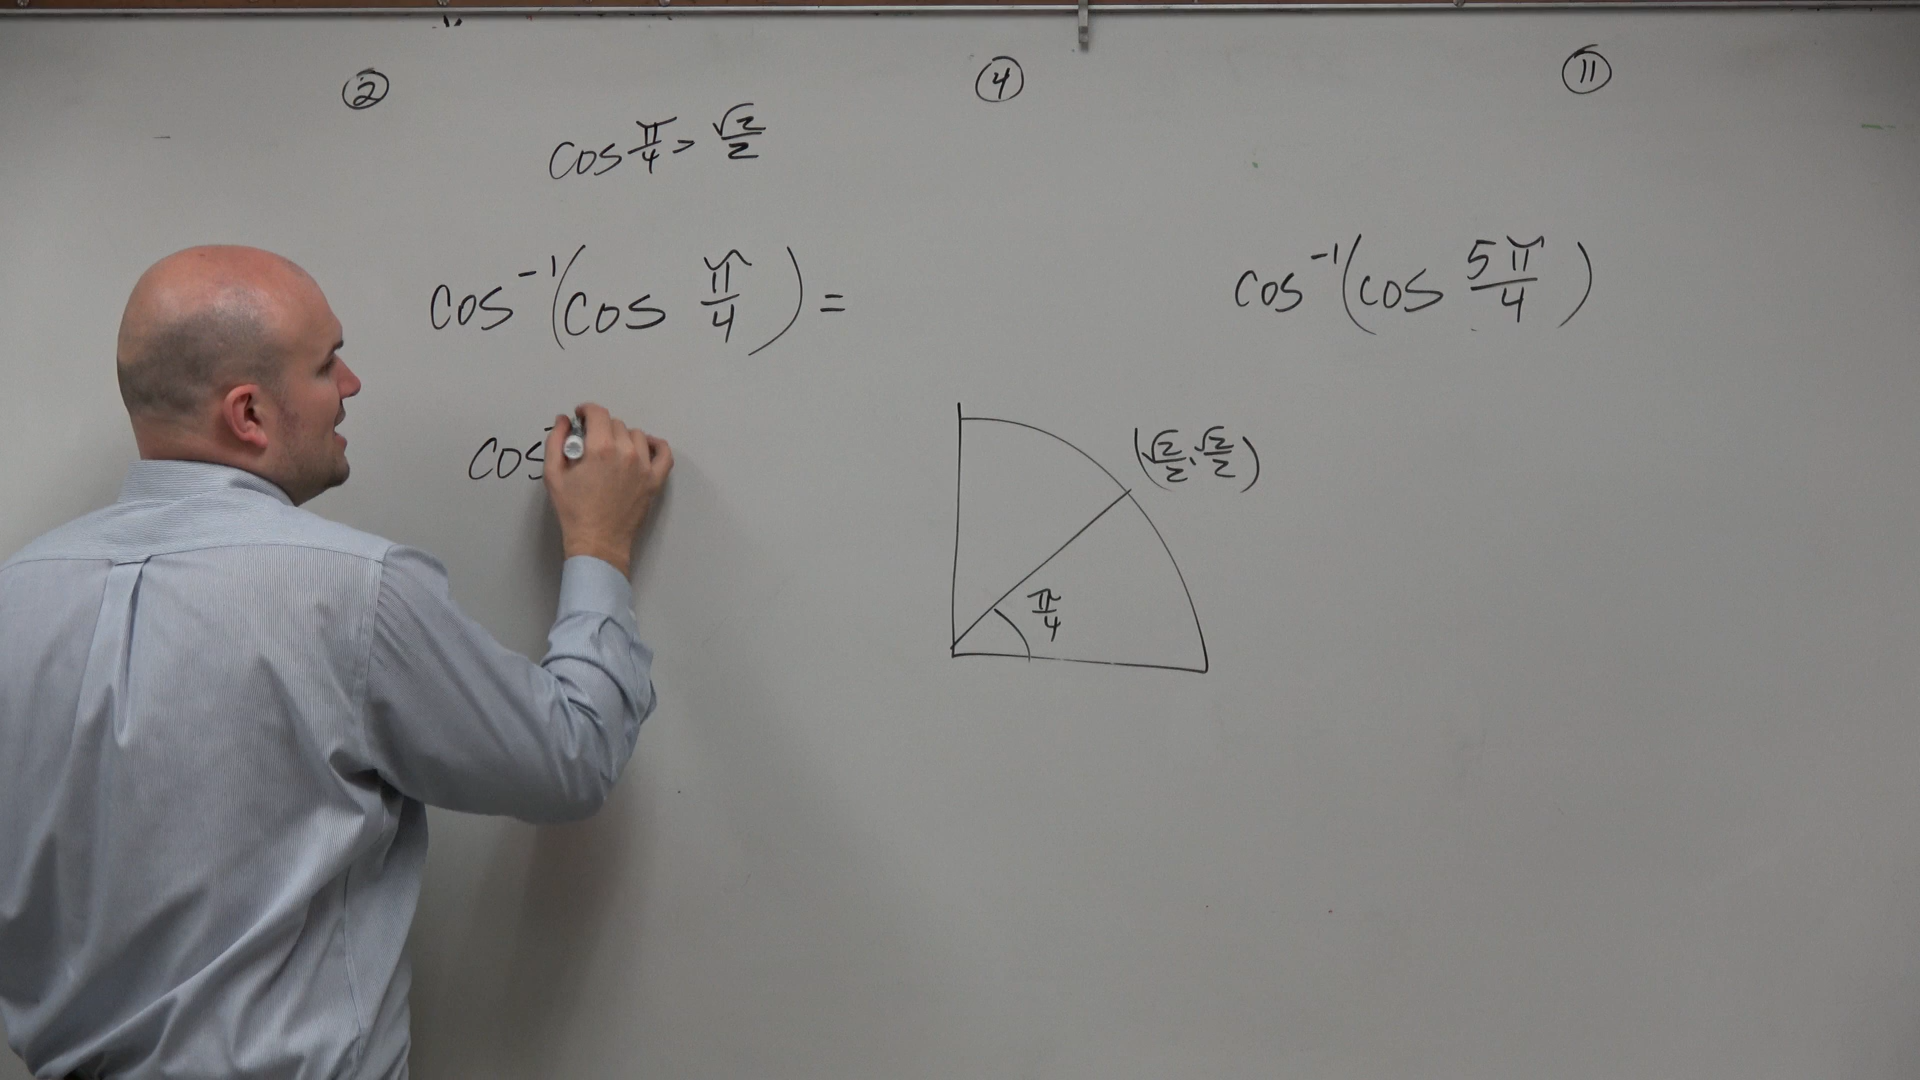 ② ④ ⑪
cos π/4 = √2/2
cos⁻¹(cos π/4) =
cos⁻¹(cos 5π/4)
cos⁻
(√2/2, √2/2)
π/4